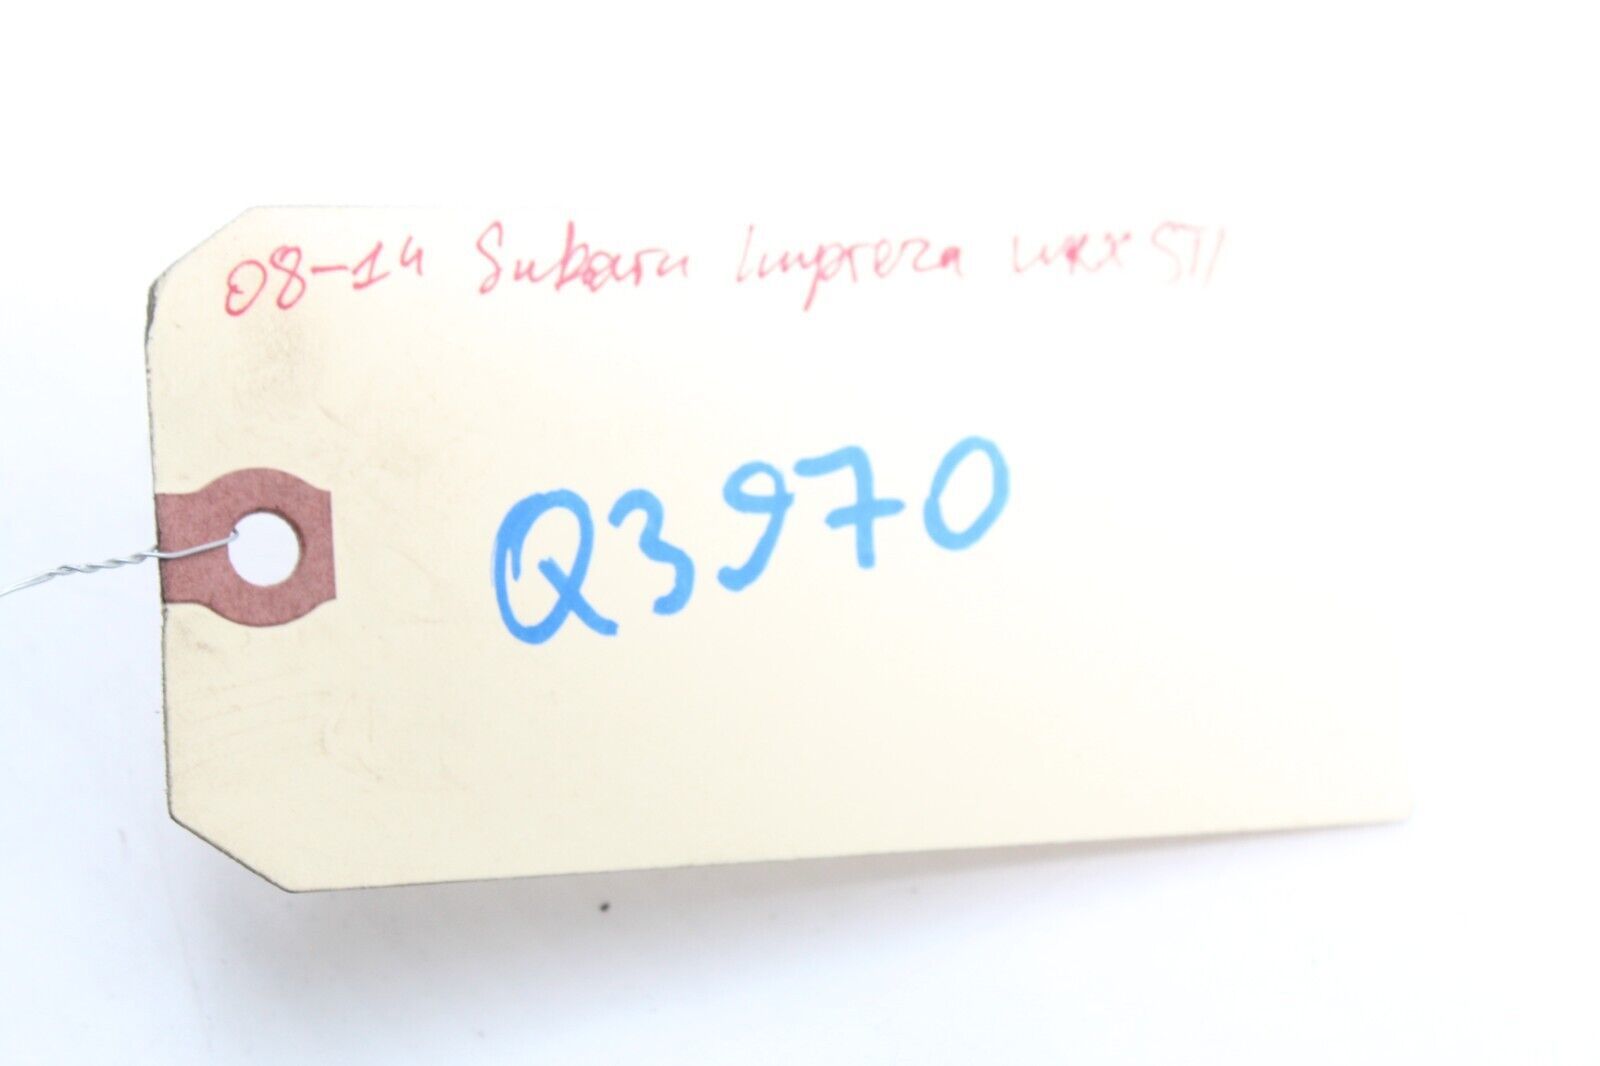 08-14 Subaru Impreza WRX STI
Q3970